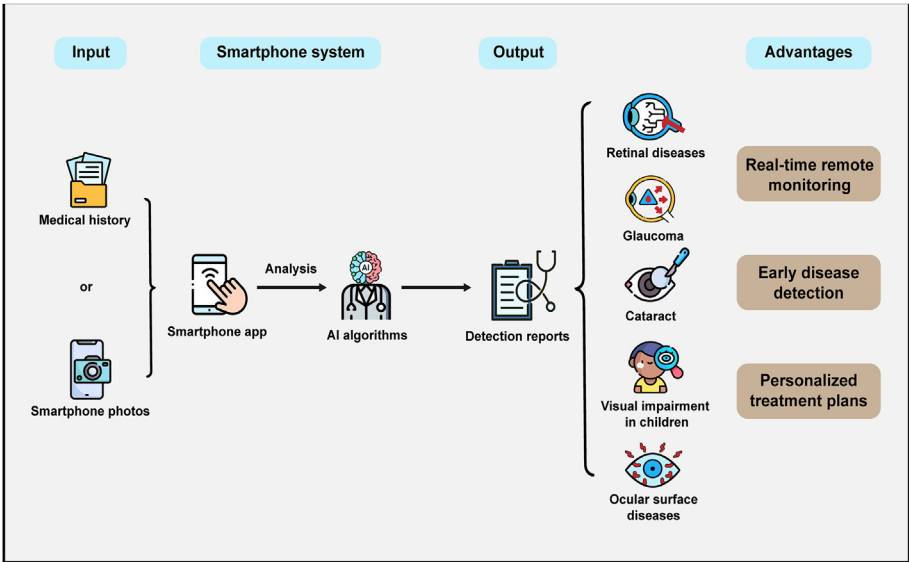 Input
Smartphone system
Output
Advantages
Medical history
or
Smartphone photos
Smartphone app
Analysis
AI
AI algorithms
Detection reports
Retinal diseases
Glaucoma
Cataract
Visual impairment
in children
Ocular surface
diseases
Real-time remote
monitoring
Early disease
detection
Personalized
treatment plans